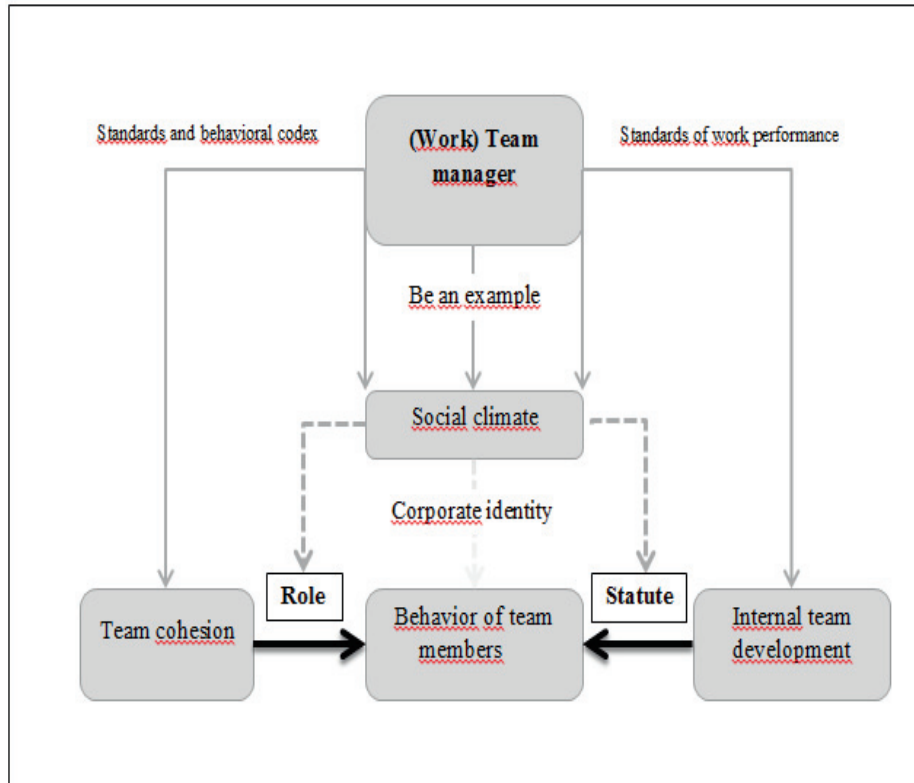 Standards and behavioral codex
(Work) Team
manager
Standards of work performance
Be an example
Social climate
Corporate identity
Role
Statute
Team cohesion
Behavior of team
members
Internal team
development